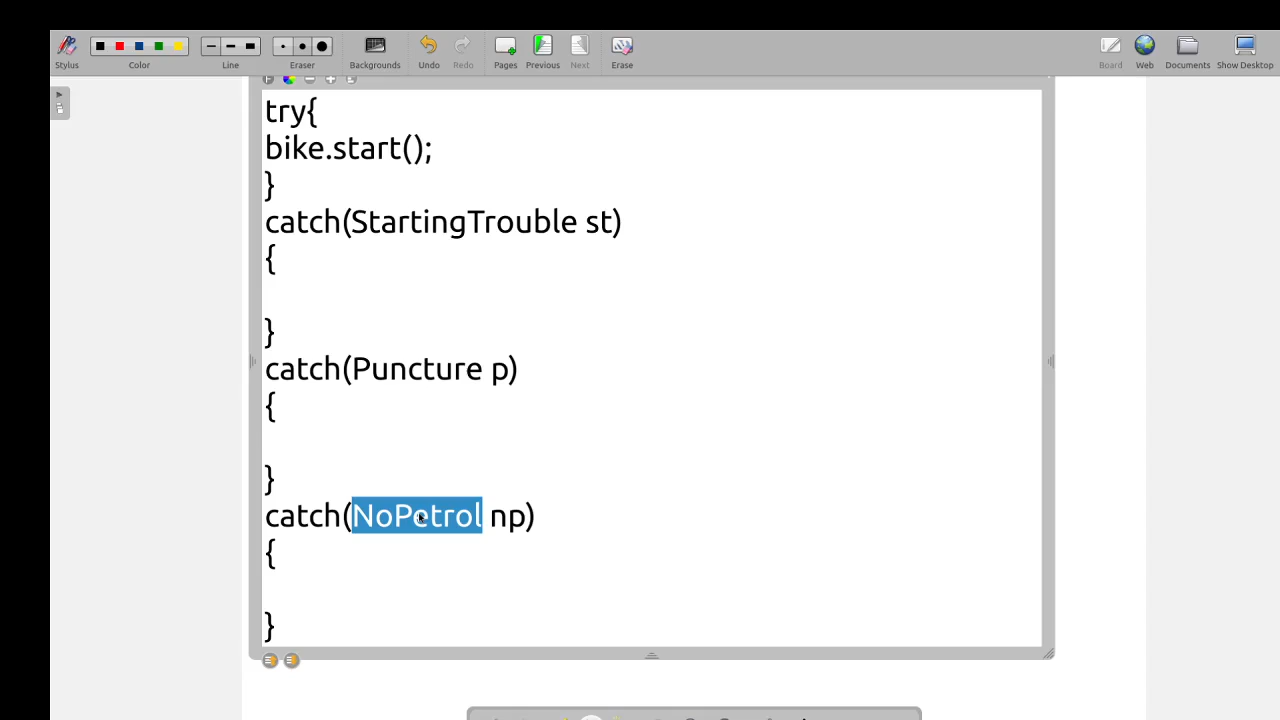 Stylus
Color
Line
Eraser
Backgrounds
Undo
Redo
Pages
Previous
Next
Erase
Board
Web
Documents
Show Desktop
try{
bike.start();
}
catch(StartingTrouble st)
{
}
catch(Puncture p)
{
}
catch(NoPetrol np)
{
}